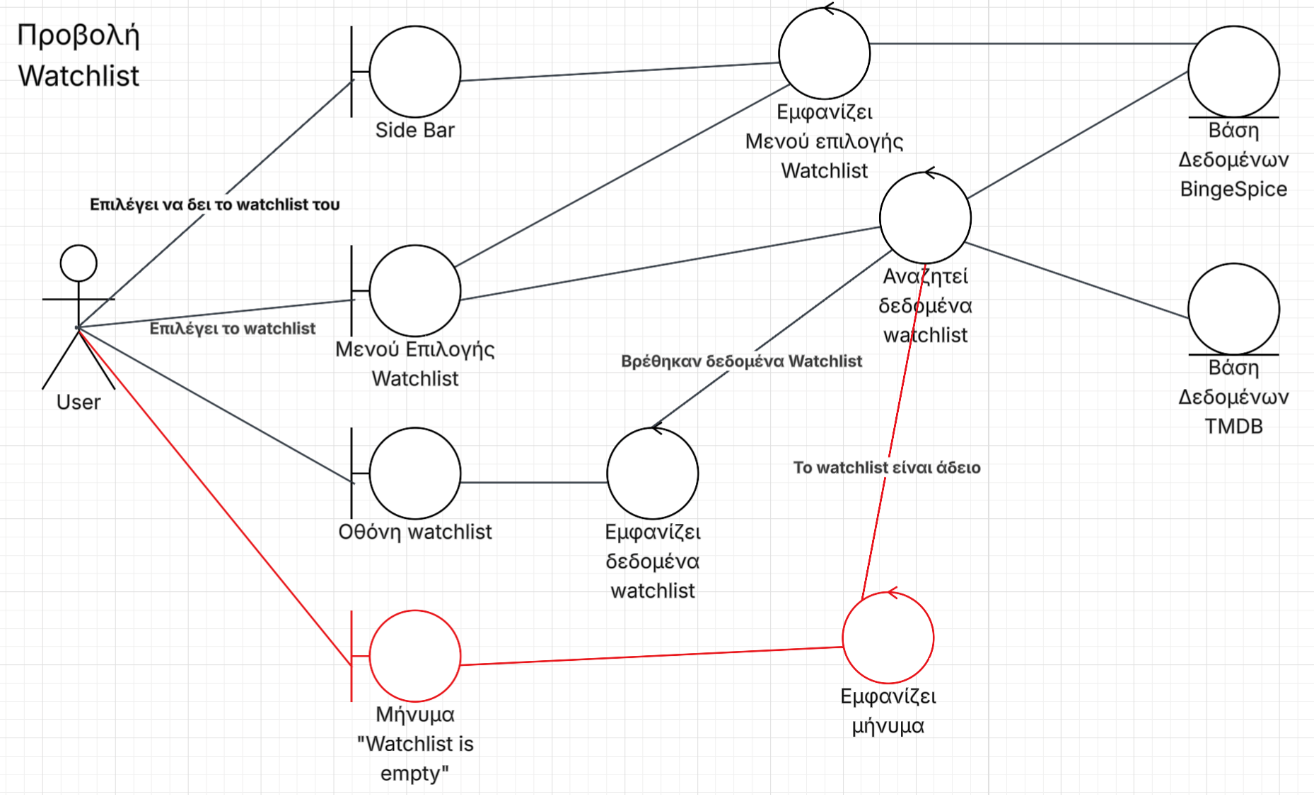 Προβολή
Watchlist
Side Bar
Εμφανίζει
Μενού επιλογής
Watchlist
Βάση
Δεδομένων
BingeSpice
Επιλέγει να δει το watchlist του
User
Επιλέγει το watchlist
Μενού Επιλογής
Watchlist
Αναζητεί
δεδομένα
watchlist
Βάση
Δεδομένων
TMDB
Βρέθηκαν δεδομένα Watchlist
Το watchlist είναι άδειο
Οθόνη watchlist
Εμφανίζει
δεδομένα
watchlist
Μήνυμα
"Watchlist is
empty"
Εμφανίζει
μήνυμα